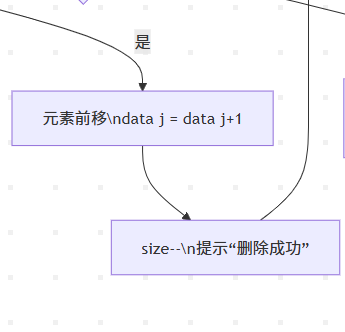 是
元素前移\ndata j = data j+1
size--\n提示“删除成功”